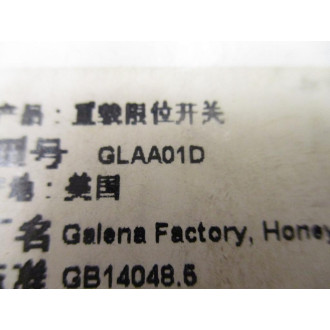 产品：重载限位开关
型号 GLAA01D
产地：美国
厂名 Galena Factory, Honey
标准 GB14048.5